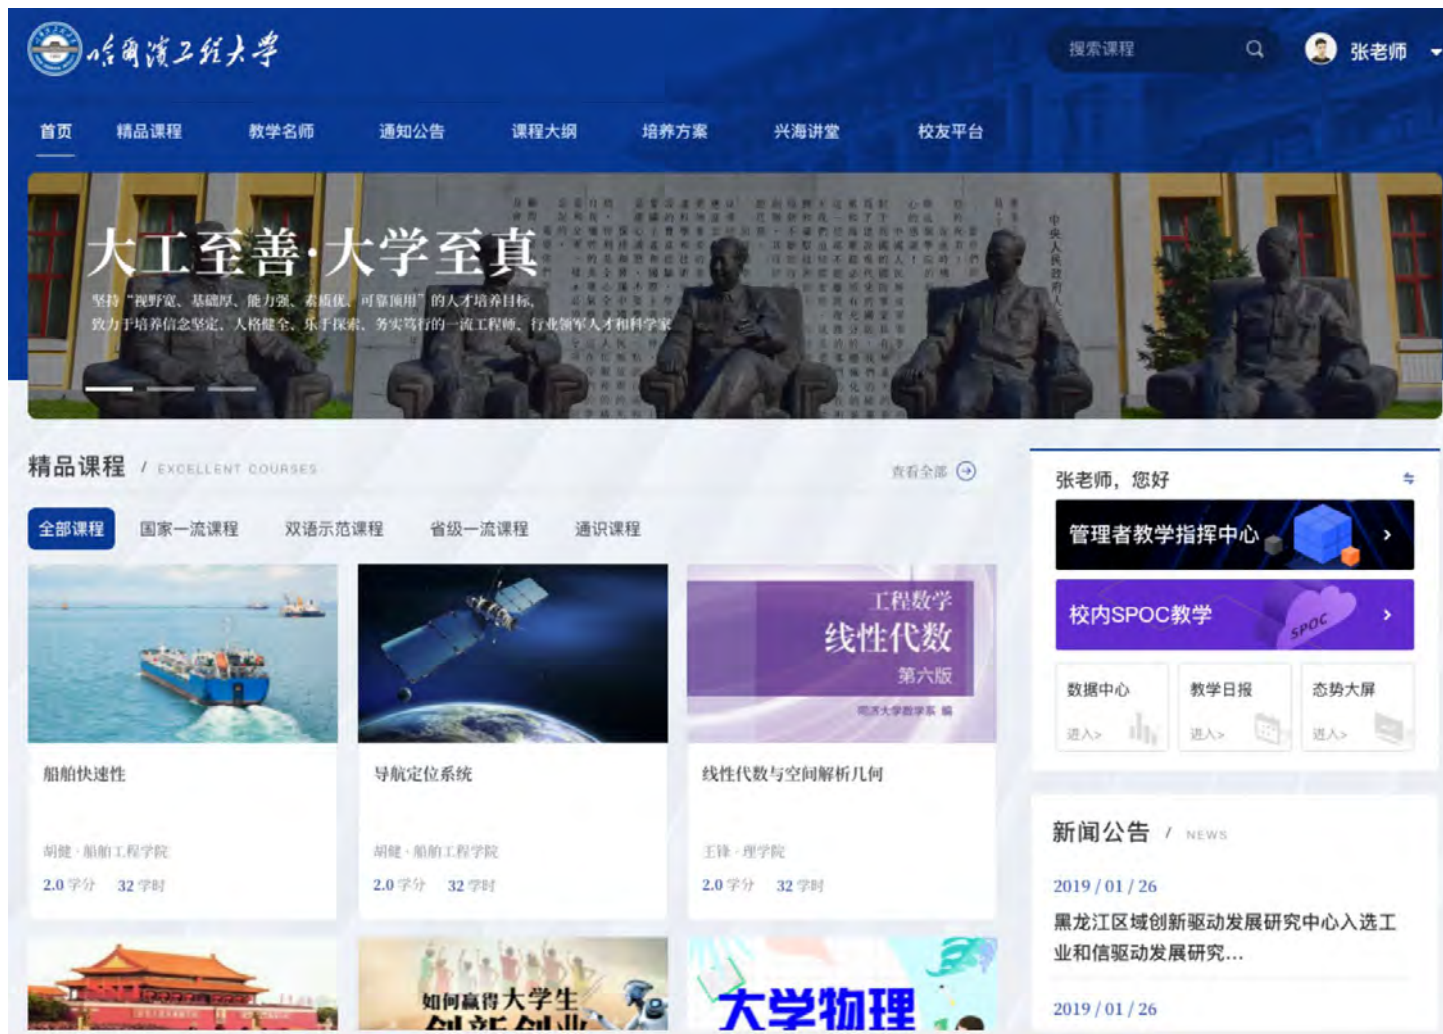 哈尔滨工程大学
搜索课程
张老师
首页 精品课程 教学名师 通知公告 课程大纲 培养方案 兴海讲堂 校友平台
大工至善·大学至真
坚持“视野宽、基础厚、能力强、素质优、可靠顶用”的人才培养目标,
致力于培养信念坚定、人格健全、乐于探索、务实笃行的一流工程师、行业领军人才和科学家
精品课程 / EXCELLENT COURSES
查看全部
全部课程 国家一流课程 双语示范课程 省级一流课程 通识课程
工程数学
线性代数
第六版
同济大学数学系 编
船舶快速性
胡健 · 船舶工程学院
2.0 学分 32 学时
导航定位系统
胡健 · 船舶工程学院
2.0 学分 32 学时
线性代数与空间解析几何
王锋 · 理学院
2.0 学分 32 学时
如何赢得大学生
创新创业
大学物理
张老师，您好
管理者教学指挥中心
校内SPOC教学
SPOC
数据中心
进入>
教学日报
进入>
态势大屏
进入>
新闻公告 / NEWS
2019 / 01 / 26
黑龙江区域创新驱动发展研究中心入选工
业和信驱动发展研究...
2019 / 01 / 26